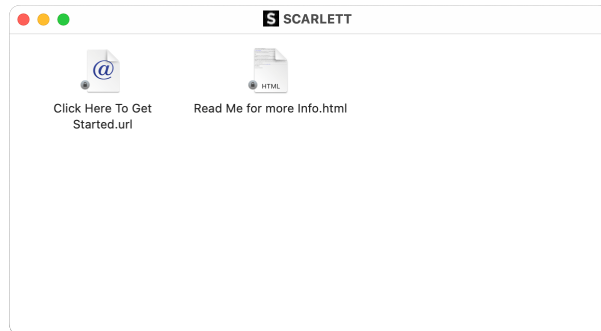 S SCARLETT
@
HTML
Click Here To Get
Started.url
Read Me for more Info.html